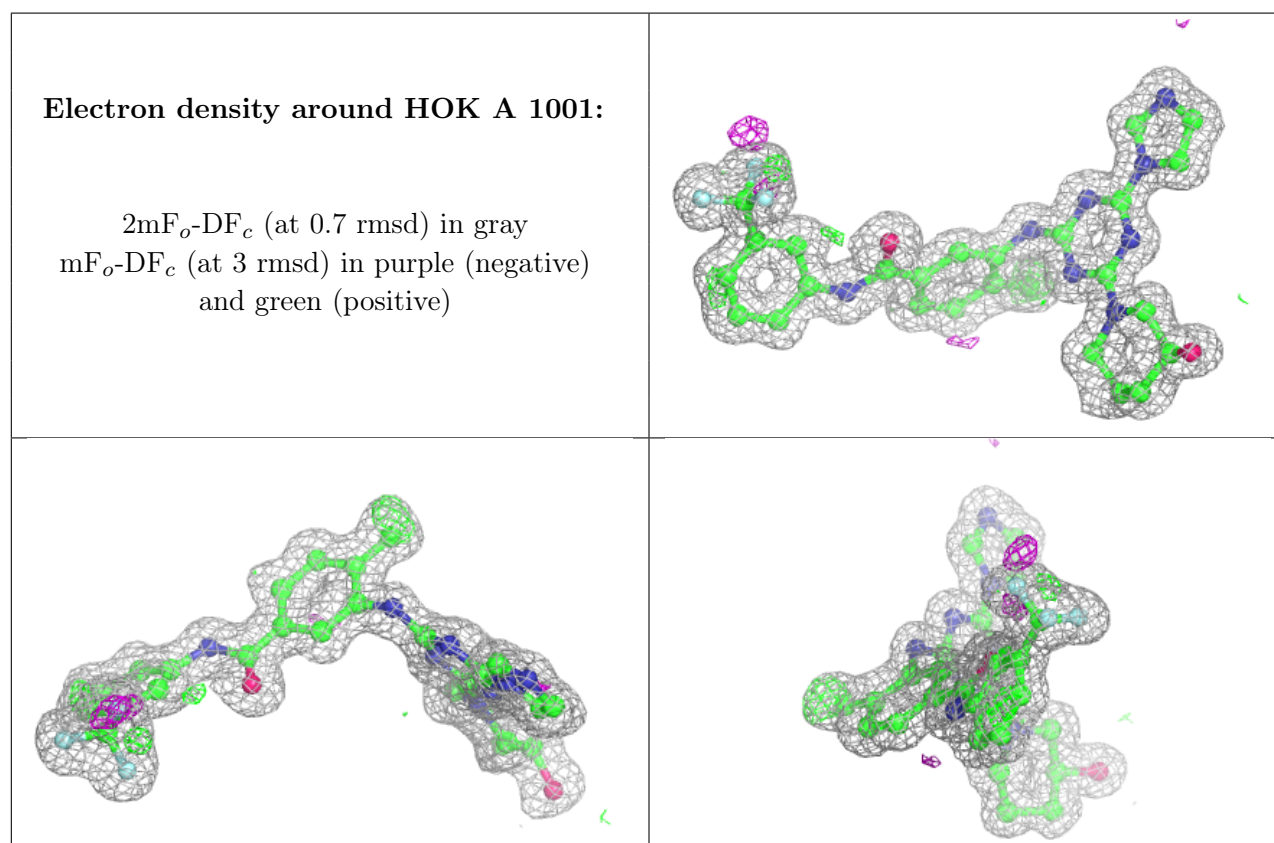 Electron density around HOK A 1001:
2mFo-DFc (at 0.7 rmsd) in gray
mFo-DFc (at 3 rmsd) in purple (negative)
and green (positive)